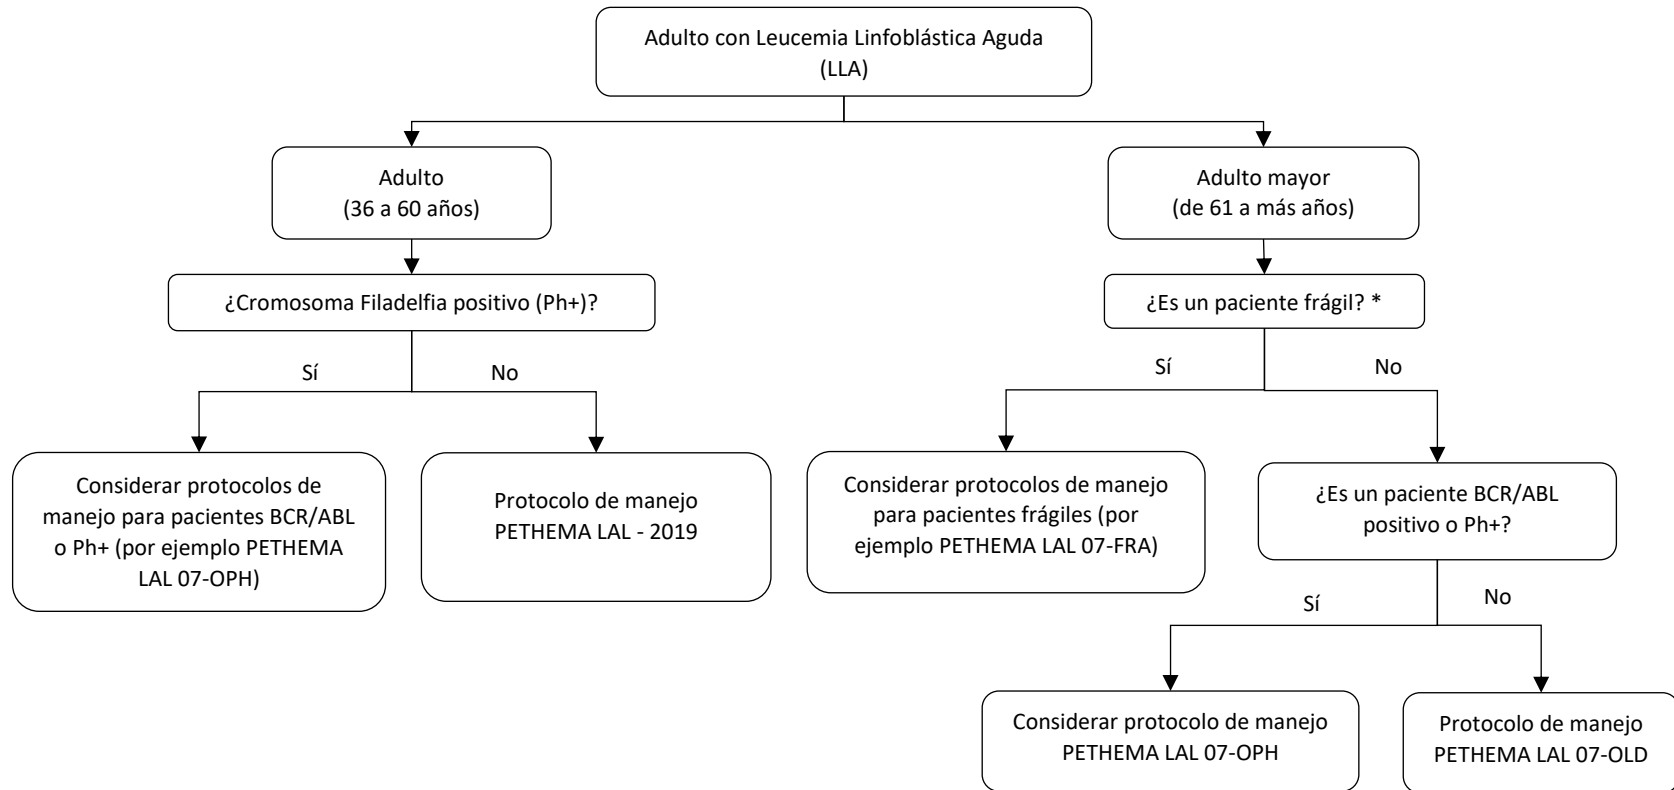 Adulto con Leucemia Linfoblástica Aguda
(LLA)
Adulto
(36 a 60 años)
Adulto mayor
(de 61 a más años)
¿Cromosoma Filadelfia positivo (Ph+)?
¿Es un paciente frágil? *
Sí
No
Sí
No
Considerar protocolos de
manejo para pacientes BCR/ABL
o Ph+ (por ejemplo PETHEMA
LAL 07-OPH)
Protocolo de manejo
PETHEMA LAL - 2019
Considerar protocolos de manejo
para pacientes frágiles (por
ejemplo PETHEMA LAL 07-FRA)
¿Es un paciente BCR/ABL
positivo o Ph+?
Sí
No
Considerar protocolo de manejo
PETHEMA LAL 07-OPH
Protocolo de manejo
PETHEMA LAL 07-OLD